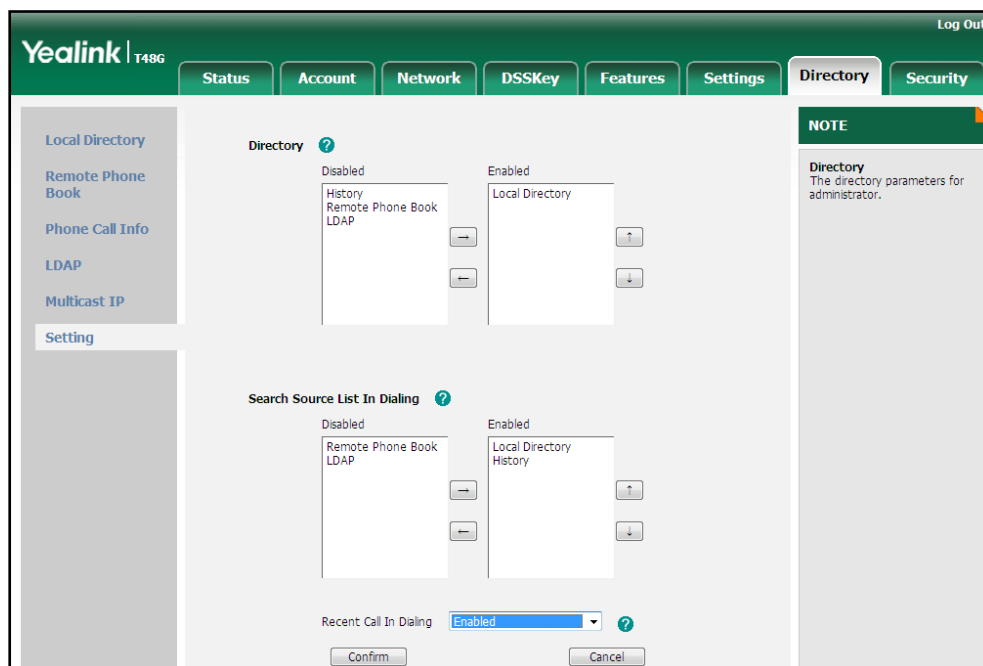 Log Out
Yealink T48G
Status Account Network DSSKey Features Settings Directory Security
Local Directory
Remote Phone
Book
Phone Call Info
LDAP
Multicast IP
Setting
Directory ?
Disabled Enabled
History
Remote Phone Book
LDAP
→
←
Local Directory
↑
↓
Search Source List In Dialing ?
Disabled Enabled
Remote Phone Book
LDAP
→
←
Local Directory
History
↑
↓
Recent Call In Dialing Enabled ?
Confirm Cancel
NOTE
Directory
The directory parameters for
administrator.